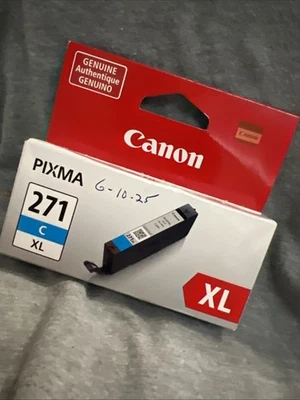 GENUINE
Authentique
GENUINO
Canon
PIXMA
6-10-25
271
C
XL
XL